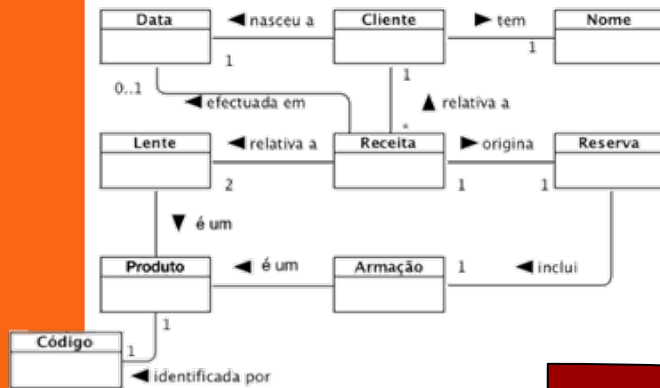 Data ◀ nasceu a Cliente ▶ tem Nome
1 1
0..1 1
◀ efectuada em ▲ relativa a
*
Lente ◀ relativa a Receita ▶ origina Reserva
2 1 1
▼ é um
Produto ◀ é um Armação 1 ◀ inclui
1
Código 1
◀ identificada por